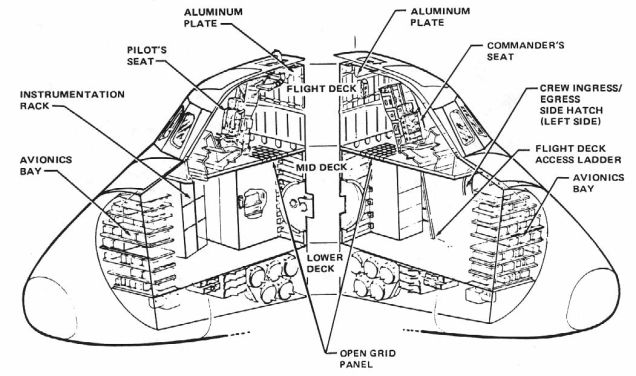 ALUMINUM
PLATE
ALUMINUM
PLATE
PILOT'S
SEAT
COMMANDER'S
SEAT
FLIGHT DECK
INSTRUMENTATION
RACK
CREW INGRESS/
EGRESS
SIDE HATCH
(LEFT SIDE)
FLIGHT DECK
ACCESS LADDER
AVIONICS
BAY
MID DECK
AVIONICS
BAY
LOWER
DECK
OPEN GRID
PANEL